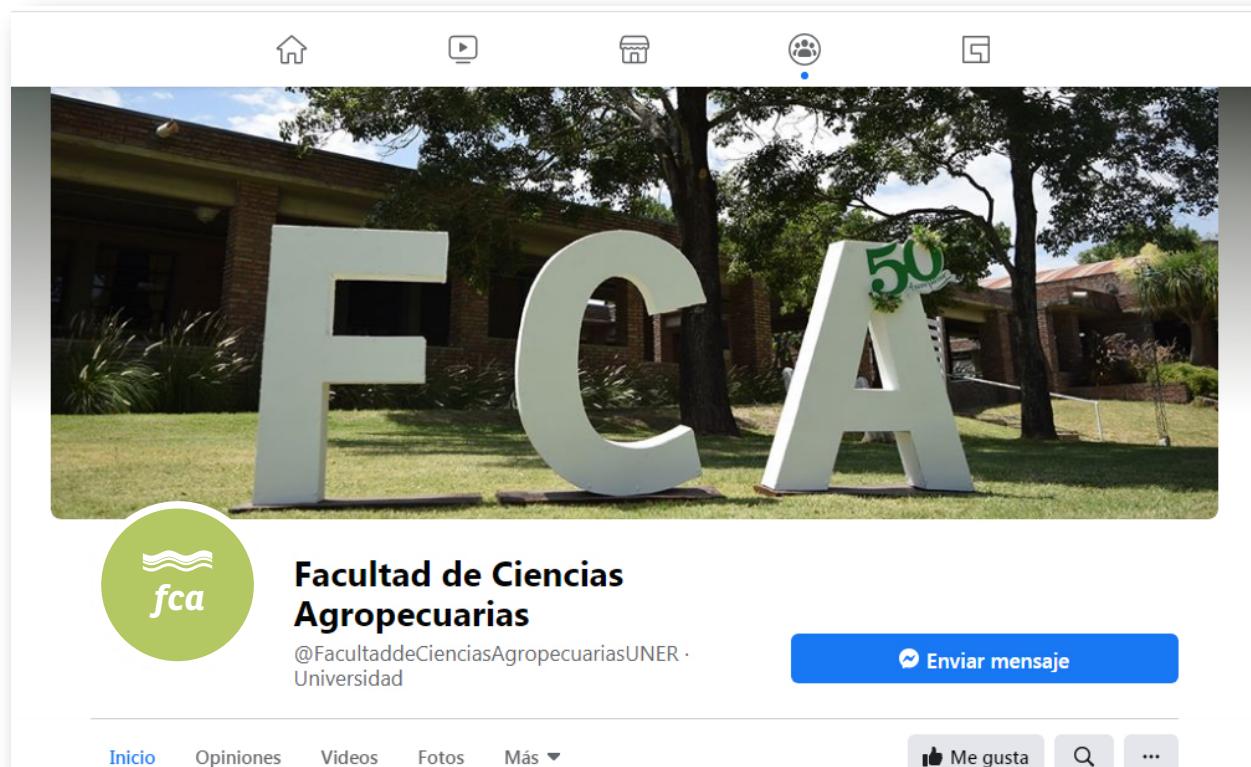 FCA
50
fca
Facultad de Ciencias
Agropecuarias
@FacultaddeCienciasAgropecuariasUNER ·
Universidad
Enviar mensaje
Inicio Opiniones Videos Fotos Más
Me gusta